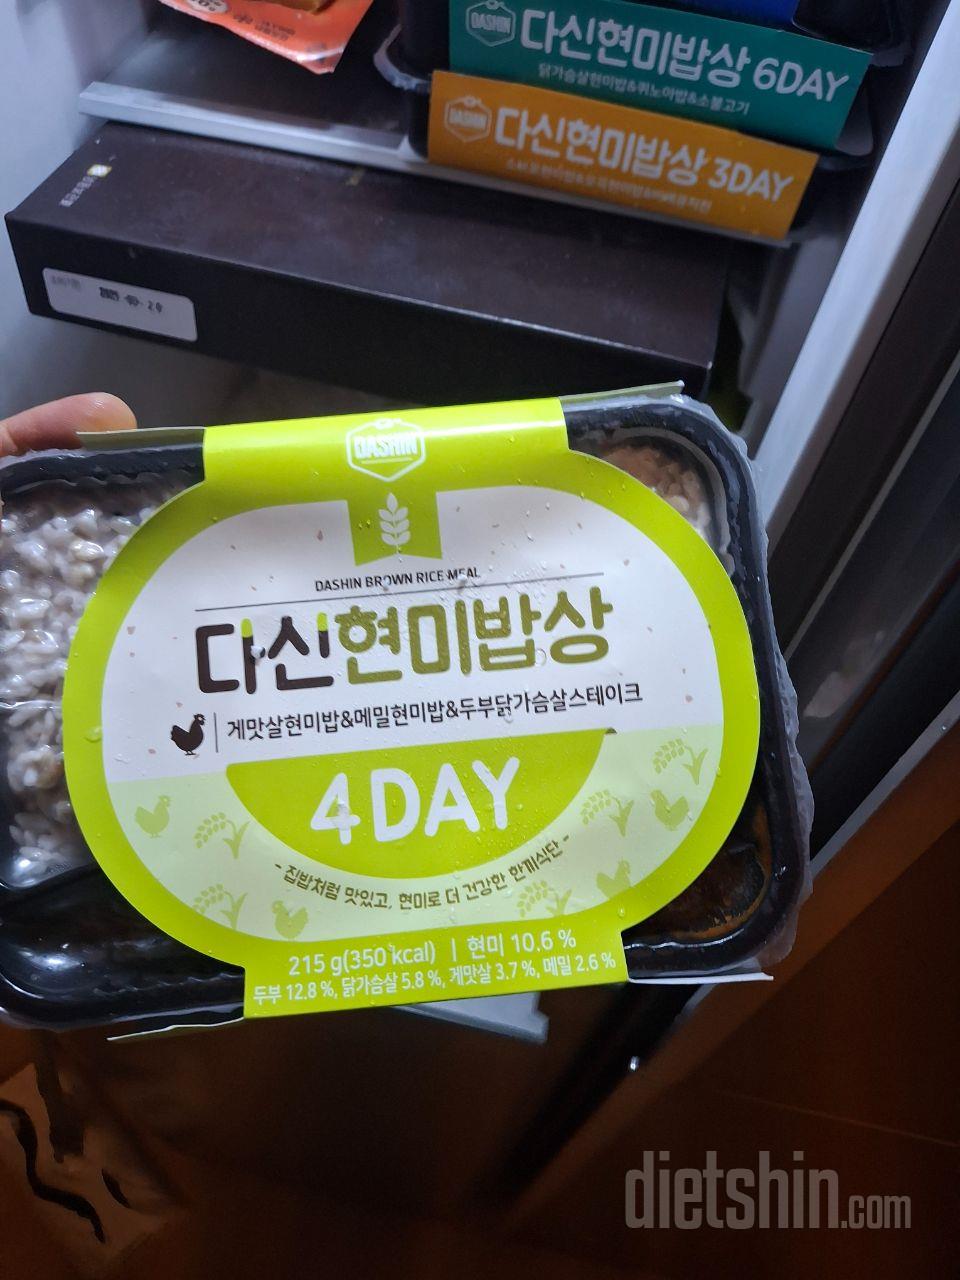 DASHIN
다신현미밥상 6DAY
닭가슴살현미밥&퀴노아밥&소불고기
DASHIN
다신현미밥상 3DAY
DASHIN
DASHIN BROWN RICE MEAL
다신현미밥상
게맛살현미밥&메밀현미밥&두부닭가슴살스테이크
4DAY
- 집밥처럼 맛있고, 현미로 더 건강한 한끼식단 -
215 g(350 kcal) | 현미 10.6 %
두부 12.8 %, 닭가슴살 5.8 %, 게맛살 3.7 %, 메밀 2.6 %
dietshin.com